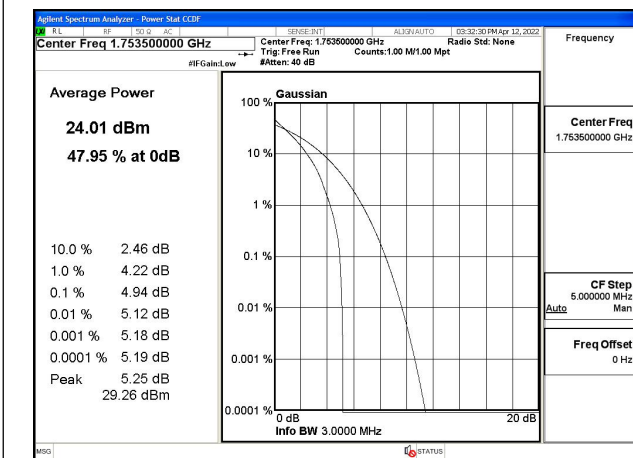 Agilent Spectrum Analyzer - Power Stat CCDF
RL RF 50 Ω AC SENSE:INT ALIGN AUTO 03:32:30 PM Apr 12, 2022
Center Freq 1.753500000 GHz
Center Freq: 1.753500000 GHz Radio Std: None
Trig: Free Run Counts:1.00 M/1.00 Mpt
#IFGain:Low #Atten: 40 dB
Frequency
Average Power
24.01 dBm
47.95 % at 0dB
10.0 % 2.46 dB
1.0 % 4.22 dB
0.1 % 4.94 dB
0.01 % 5.12 dB
0.001 % 5.18 dB
0.0001 % 5.19 dB
Peak 5.25 dB
29.26 dBm
Gaussian
100 %
10 %
1 %
0.1 %
0.01 %
0.001 %
0.0001 %
0 dB 20 dB
Info BW 3.0000 MHz
Center Freq
1.753500000 GHz
CF Step
5.000000 MHz
Auto Man
Freq Offset
0 Hz
MSG STATUS